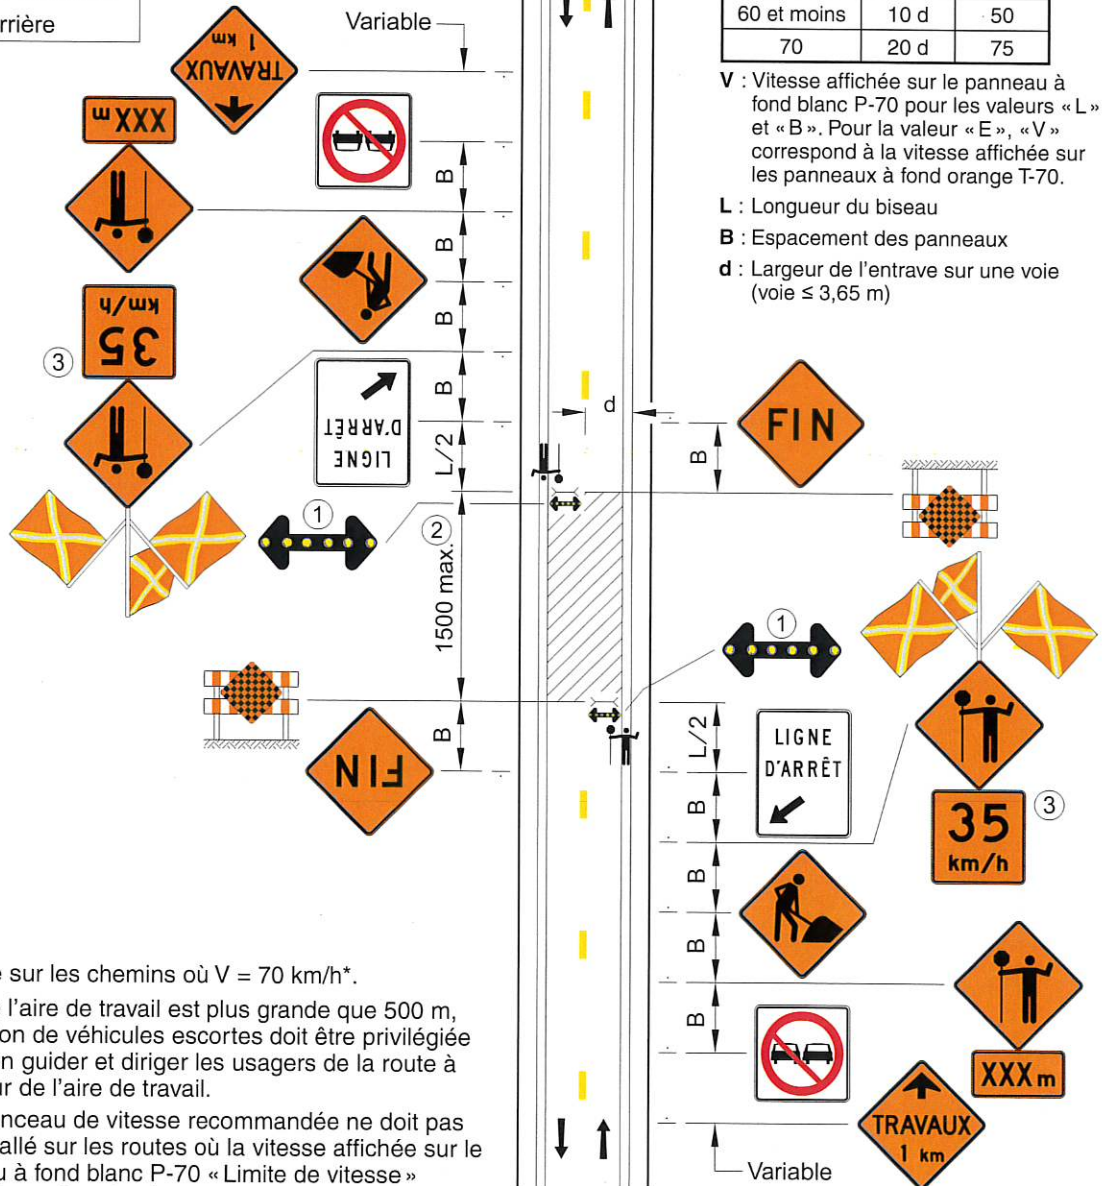 rrière
Variable
TRAVAUX
1 km
XXX m
35
km/h
3
LIGNE
D'ARRÊT
B
B
B
B
L/2
1
2
1500 max.
B
FIN
d
60 et moins 10 d 50
70 20 d 75
V : Vitesse affichée sur le panneau à
fond blanc P-70 pour les valeurs « L »
et « B ». Pour la valeur « E », « V »
correspond à la vitesse affichée sur
les panneaux à fond orange T-70.
L : Longueur du biseau
B : Espacement des panneaux
d : Largeur de l'entrave sur une voie
(voie ≤ 3,65 m)
FIN
B
1
LIGNE
D'ARRÊT
L/2
B
B
B
B
35
km/h
3
XXX m
TRAVAUX
1 km
Variable
sur les chemins où V = 70 km/h*.
l'aire de travail est plus grande que 500 m,
on de véhicules escortes doit être privilégiée
n guider et diriger les usagers de la route à
ur de l'aire de travail.
nceau de vitesse recommandée ne doit pas
allé sur les routes où la vitesse affichée sur le
u à fond blanc P-70 « Limite de vitesse »